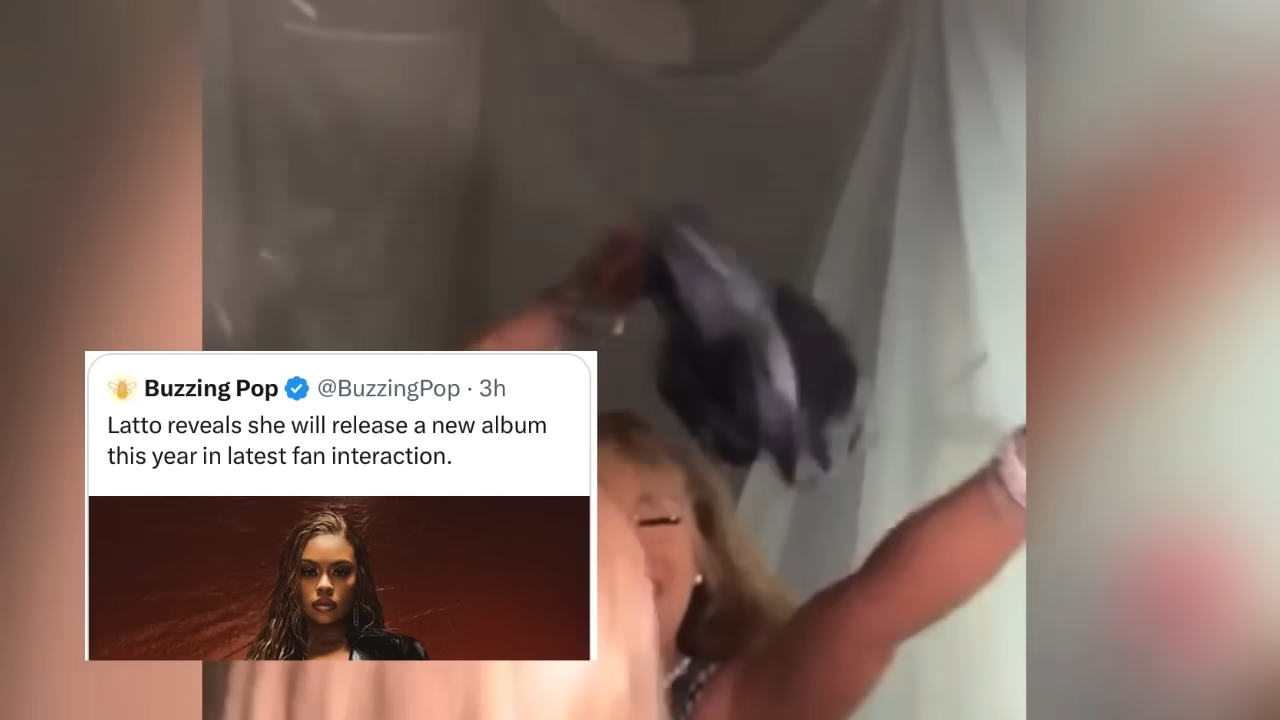 Buzzing Pop @BuzzingPop · 3h
Latto reveals she will release a new album
this year in latest fan interaction.